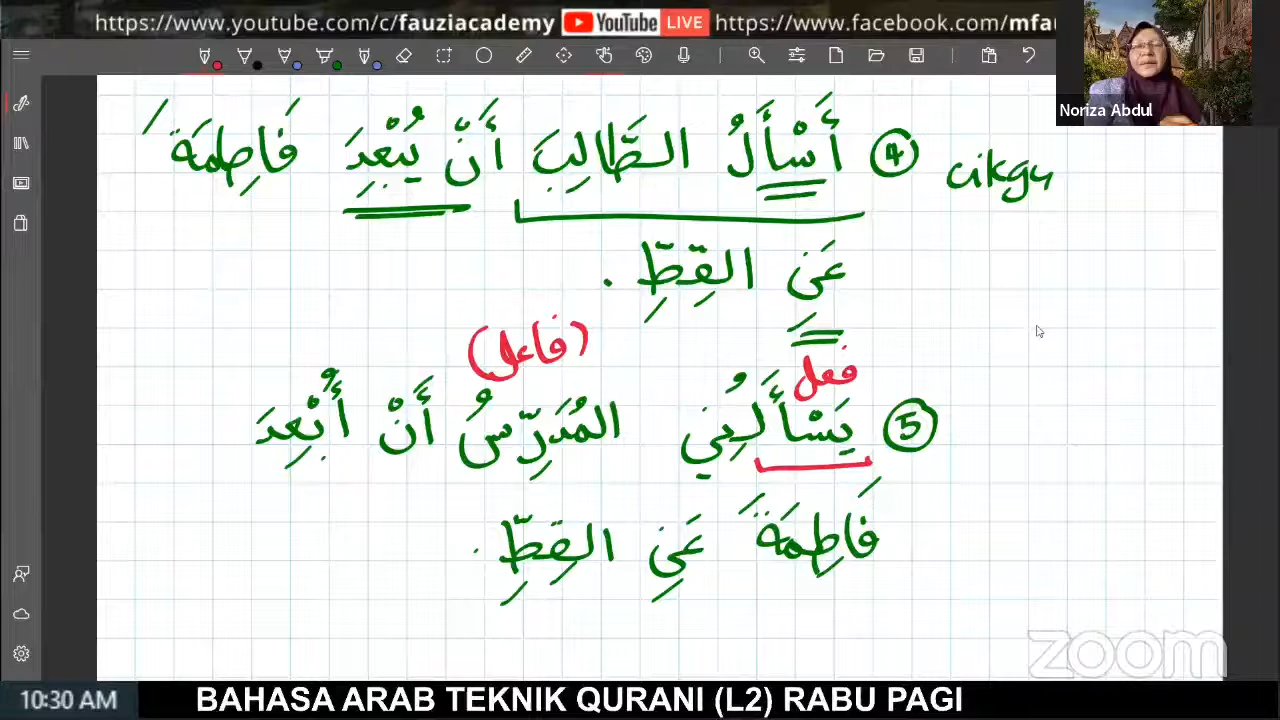 https://www.youtube.com/c/fauziacademy YouTube LIVE https://www.facebook.com/mfau
Noriza Abdul
cikgu ④ أَسْأَلُ الطَّالِبَ أَنْ يُبْعِدَ فَاطِمَةَ
عَنِ القِطِّ .
(فاعل)
فعل
⑤ يَسْأَلُنِي المُدَرِّسُ أَنْ أُبْعِدَ
فَاطِمَةَ عَنِ القِطِّ .
zoom
10:30 AM BAHASA ARAB TEKNIK QURANI (L2) RABU PAGI